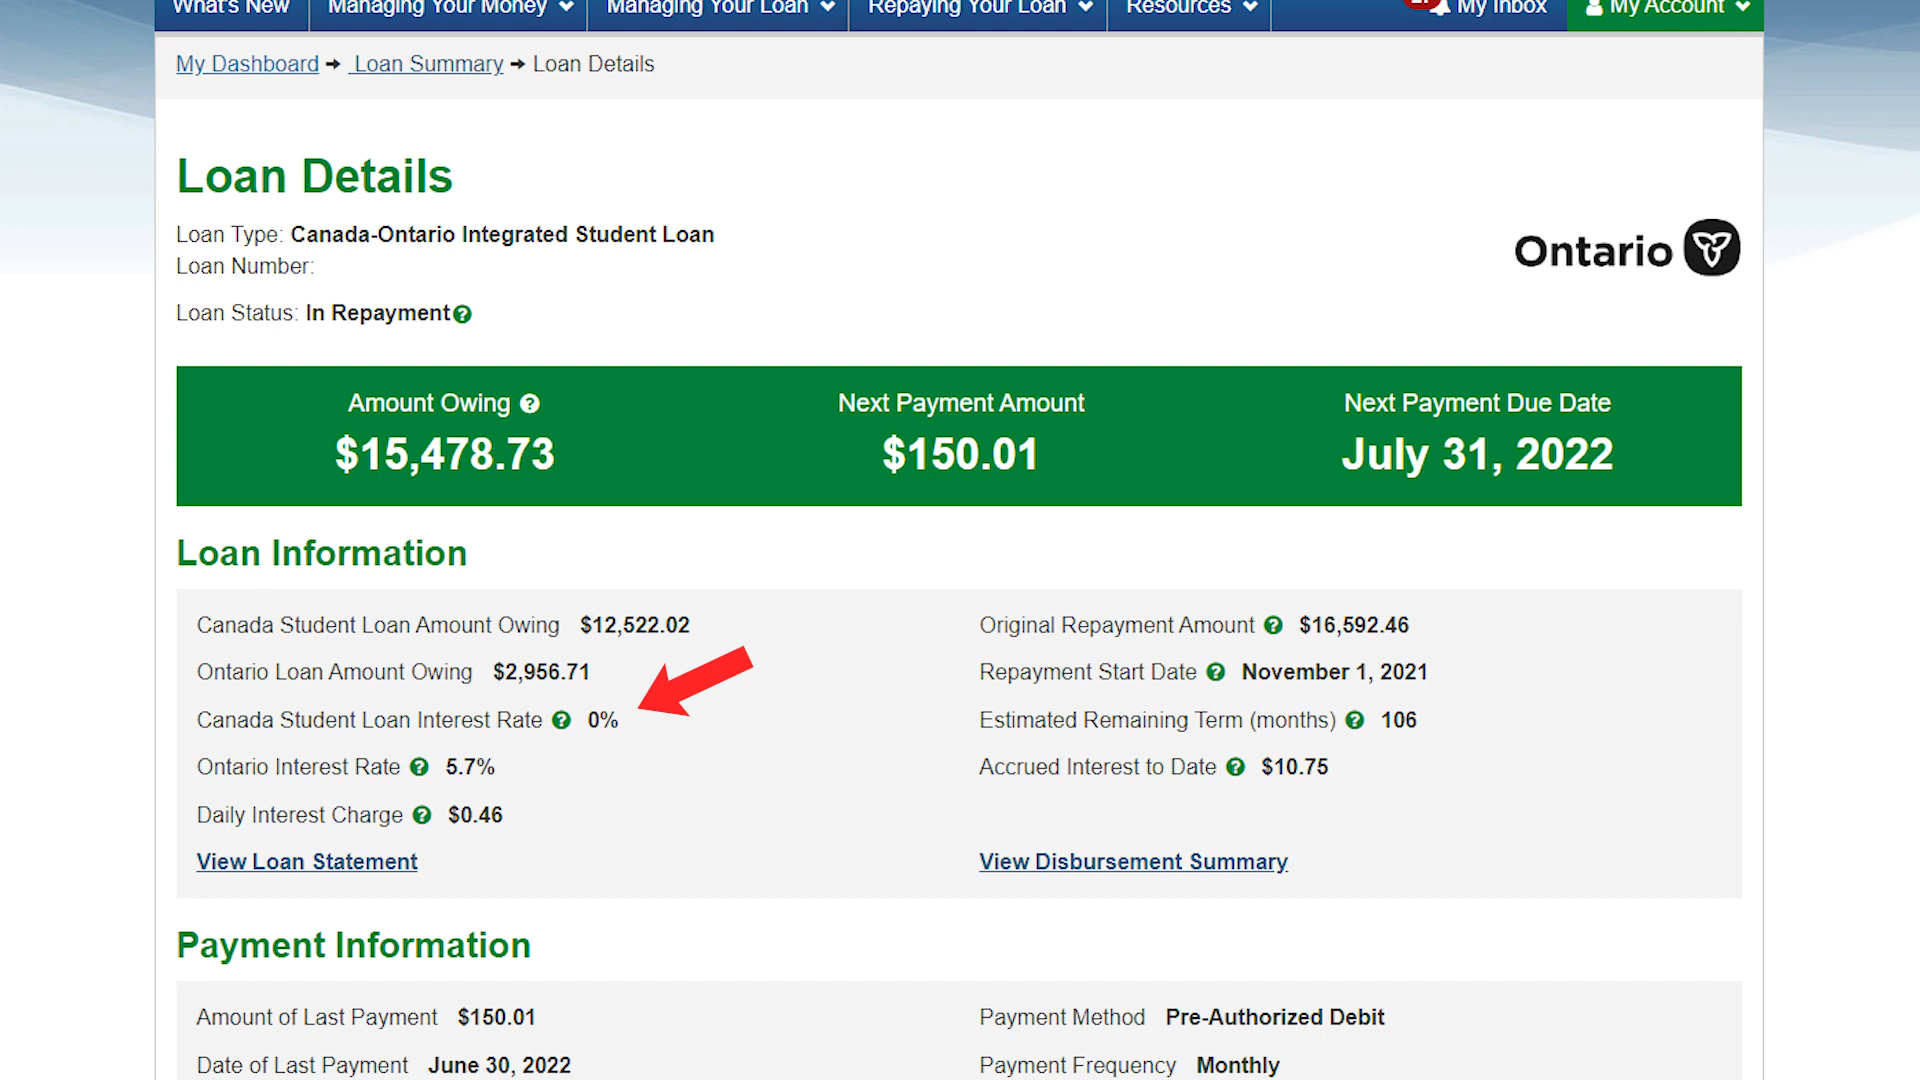 What's New Managing Your Money Managing Your Loan Repaying Your Loan Resources My Inbox My Account
My Dashboard ➔ Loan Summary ➔ Loan Details
Loan Details
Loan Type: Canada-Ontario Integrated Student Loan
Loan Number:
Ontario
Loan Status: In Repayment ?
Amount Owing ? Next Payment Amount Next Payment Due Date
$15,478.73 $150.01 July 31, 2022
Loan Information
Canada Student Loan Amount Owing $12,522.02 Original Repayment Amount ? $16,592.46
Ontario Loan Amount Owing $2,956.71 Repayment Start Date ? November 1, 2021
Canada Student Loan Interest Rate ? 0% Estimated Remaining Term (months) ? 106
Ontario Interest Rate ? 5.7% Accrued Interest to Date ? $10.75
Daily Interest Charge ? $0.46
View Loan Statement View Disbursement Summary
Payment Information
Amount of Last Payment $150.01 Payment Method Pre-Authorized Debit
Date of Last Payment June 30, 2022 Payment Frequency Monthly